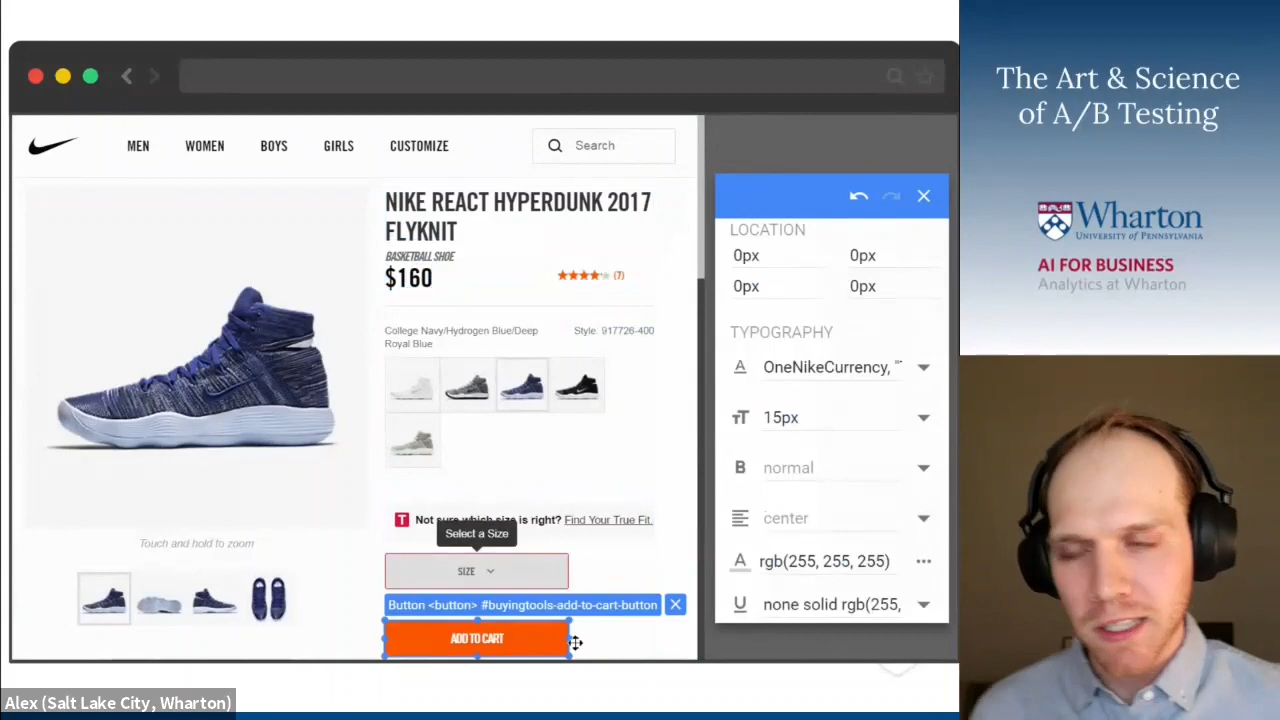 MEN WOMEN BOYS GIRLS CUSTOMIZE Search
NIKE REACT HYPERDUNK 2017
FLYKNIT
BASKETBALL SHOE
$160
(7)
College Navy/Hydrogen Blue/Deep
Royal Blue
Style: 917726-400
T Not sure which size is right? Find Your True Fit.
Select a Size
SIZE
Button <button> #buyingtools-add-to-cart-button
ADD TO CART
Touch and hold to zoom
LOCATION
0px 0px
0px 0px
TYPOGRAPHY
A OneNikeCurrency, "
TT 15px
B normal
center
A rgb(255, 255, 255)
U none solid rgb(255,
The Art & Science
of A/B Testing
Wharton
UNIVERSITY of PENNSYLVANIA
AI FOR BUSINESS
Analytics at Wharton
Alex (Salt Lake City, Wharton)